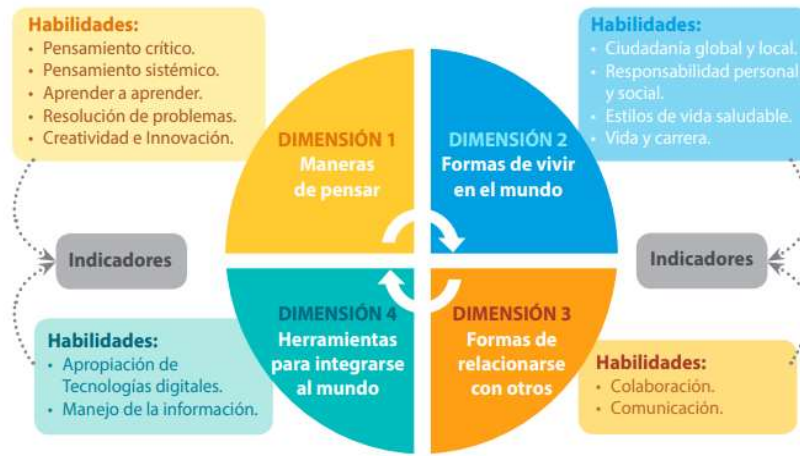 Habilidades:
• Pensamiento crítico.
• Pensamiento sistémico.
• Aprender a aprender.
• Resolución de problemas.
• Creatividad e Innovación.
DIMENSIÓN 1
Maneras
de pensar
DIMENSIÓN 2
Formas de vivir
en el mundo
Habilidades:
• Ciudadanía global y local.
• Responsabilidad personal
y social.
• Estilos de vida saludable.
• Vida y carrera.
Indicadores
Indicadores
Habilidades:
• Apropiación de
Tecnologías digitales.
• Manejo de la información.
DIMENSIÓN 4
Herramientas
para integrarse
al mundo
DIMENSIÓN 3
Formas de
relacionarse
con otros
Habilidades:
• Colaboración.
• Comunicación.